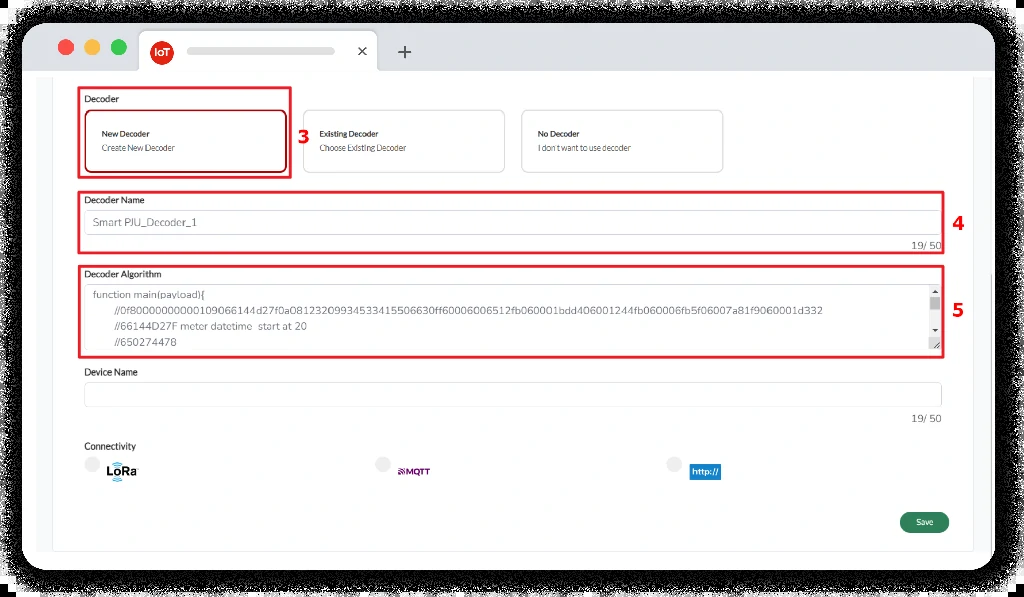 IoT
Decoder
New Decoder
Create New Decoder
3
Existing Decoder
Choose Existing Decoder
No Decoder
I don't want to use decoder
Decoder Name
Smart PJU_Decoder_1
19/ 50
4
Decoder Algorithm
function main(payload){
//0f80000000000109066144d27f0a08123209934533415506630ff60006006512fb060001bdd406001244fb060006fb5f06007a81f9060001d332
//66144D27F meter datetime start at 20
//650274478
5
Device Name
19/ 50
Connectivity
LoRa
MQTT
http://
Save